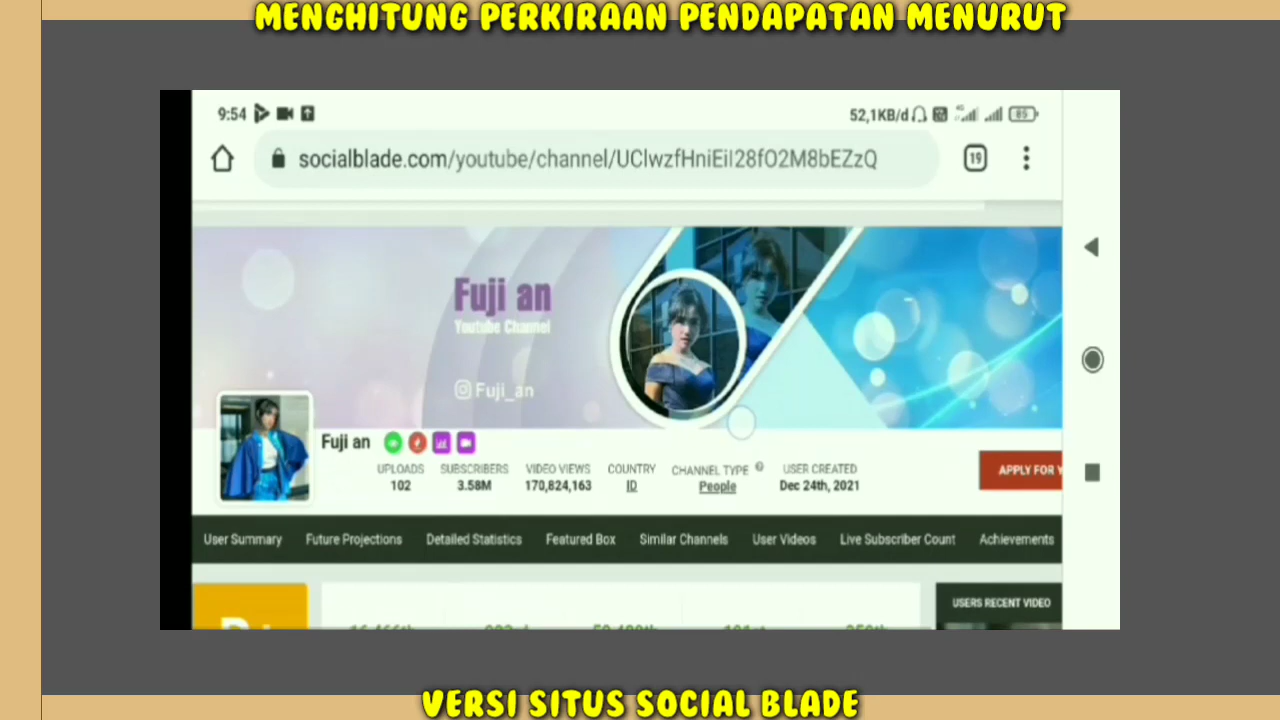 MENGHITUNG PERKIRAAN PENDAPATAN MENURUT
9:54 52,1KB/d 4G 85
socialblade.com/youtube/channel/UClwzfHniEiI28fO2M8bEZzQ 19
Fuji an
Youtube Channel
Fuji_an
Fuji an
UPLOADS SUBSCRIBERS VIDEO VIEWS COUNTRY CHANNEL TYPE USER CREATED
102 3.58M 170,824,163 ID People Dec 24th, 2021
APPLY FOR
User Summary Future Projections Detailed Statistics Featured Box Similar Channels User Videos Live Subscriber Count Achievements
USERS RECENT VIDEO
VERSI SITUS SOCIAL BLADE